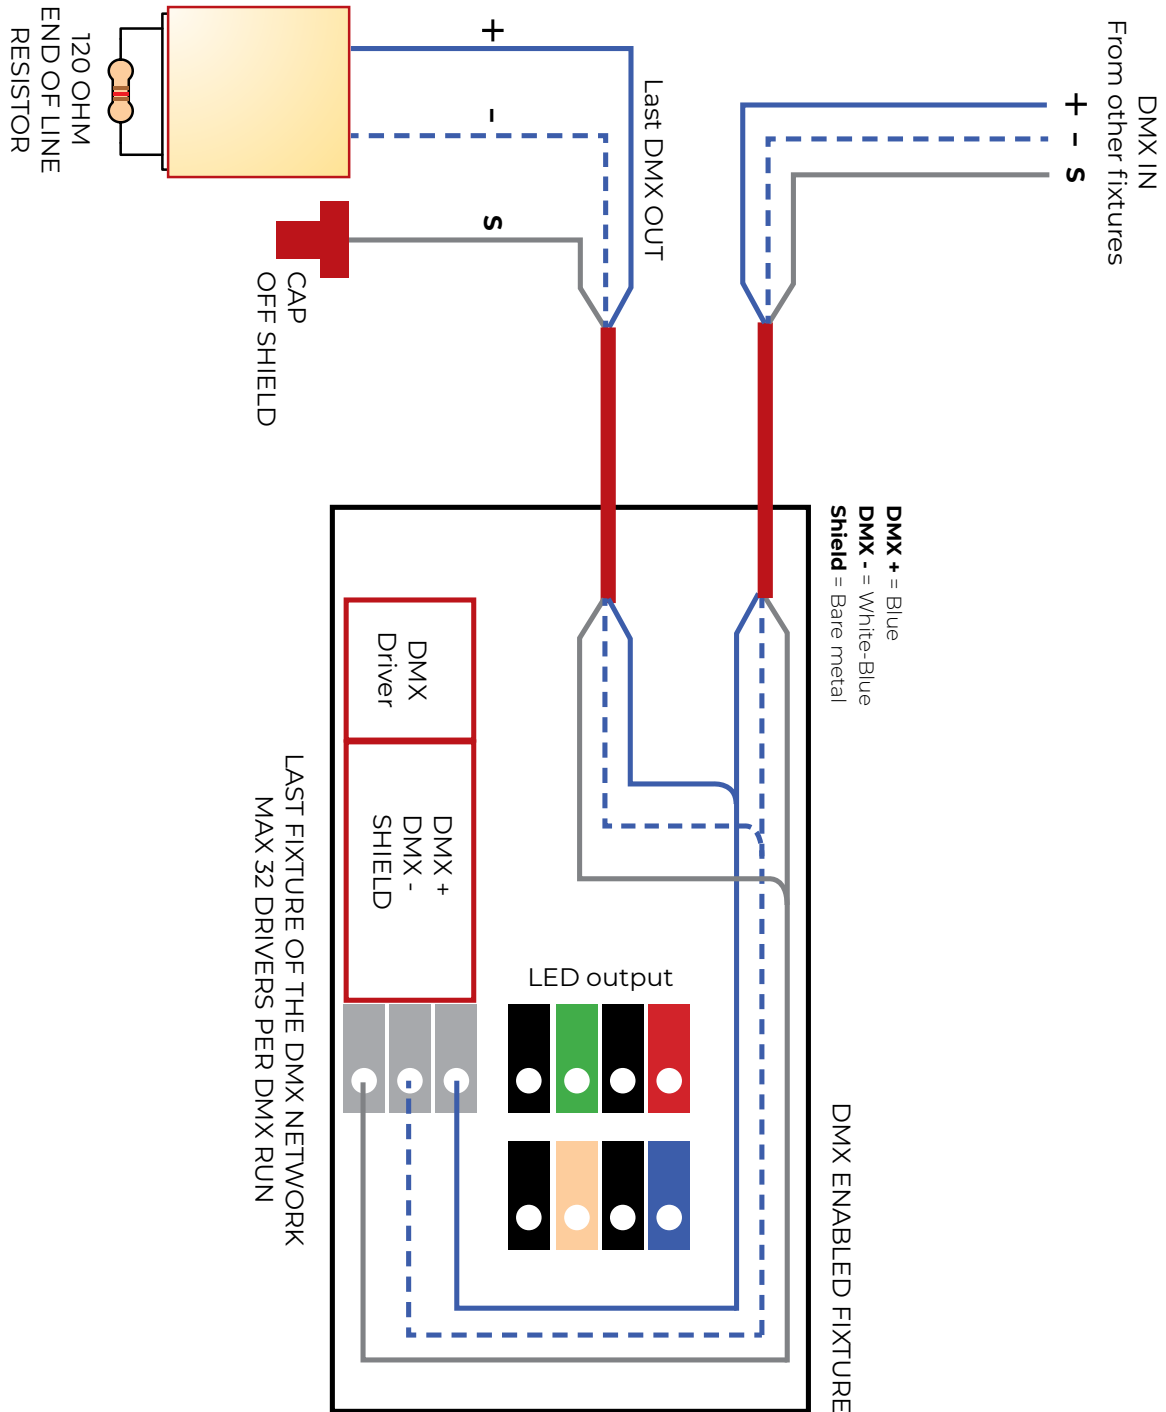 DMX IN
From other fixtures
+
-
s
Last DMX OUT
+
-
s
120 OHM
END OF LINE
RESISTOR
CAP
OFF SHIELD
DMX + = Blue
DMX - = White-Blue
Shield = Bare metal
DMX
Driver
DMX +
DMX -
SHIELD
LED output
DMX ENABLED FIXTURE
LAST FIXTURE OF THE DMX NETWORK
MAX 32 DRIVERS PER DMX RUN